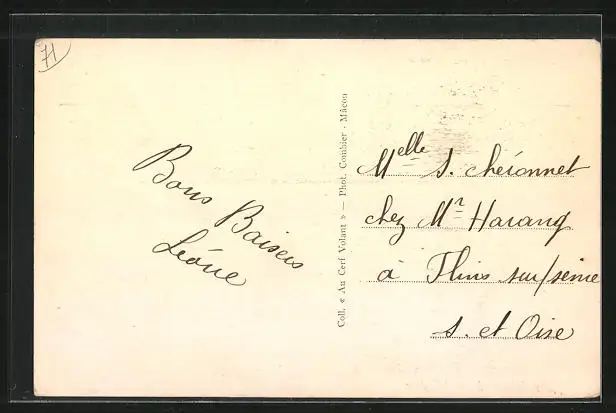 71
Bons Baisers
Léone
Coll. « Au Cerf Volant » — Phot. Combier - Mâcon
Melle S. Chéronnet
chez Mr Harang
à Flins sur/seine
S. et Oise